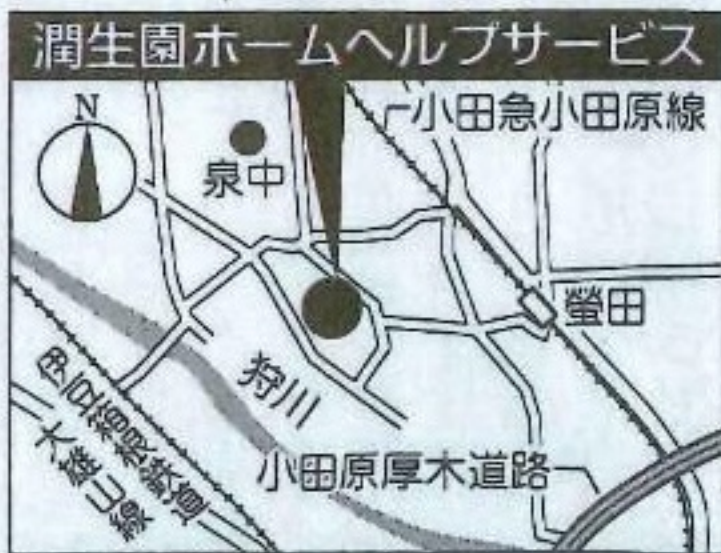 潤生園ホームヘルプサービス
N
小田急小田原線
泉中
螢田
狩川
伊豆箱根鉄道
大雄山線
小田原厚木道路